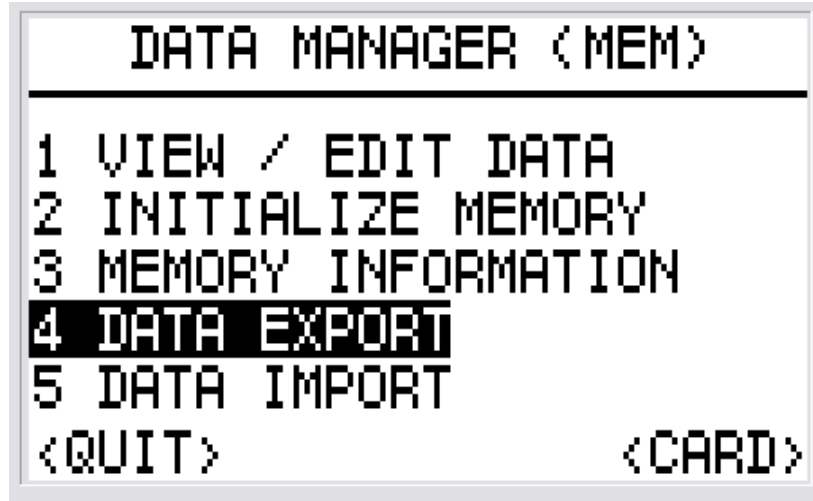 DATA MANAGER (MEM)
1 VIEW / EDIT DATA
2 INITIALIZE MEMORY
3 MEMORY INFORMATION
4 DATA EXPORT
5 DATA IMPORT
<QUIT> <CARD>